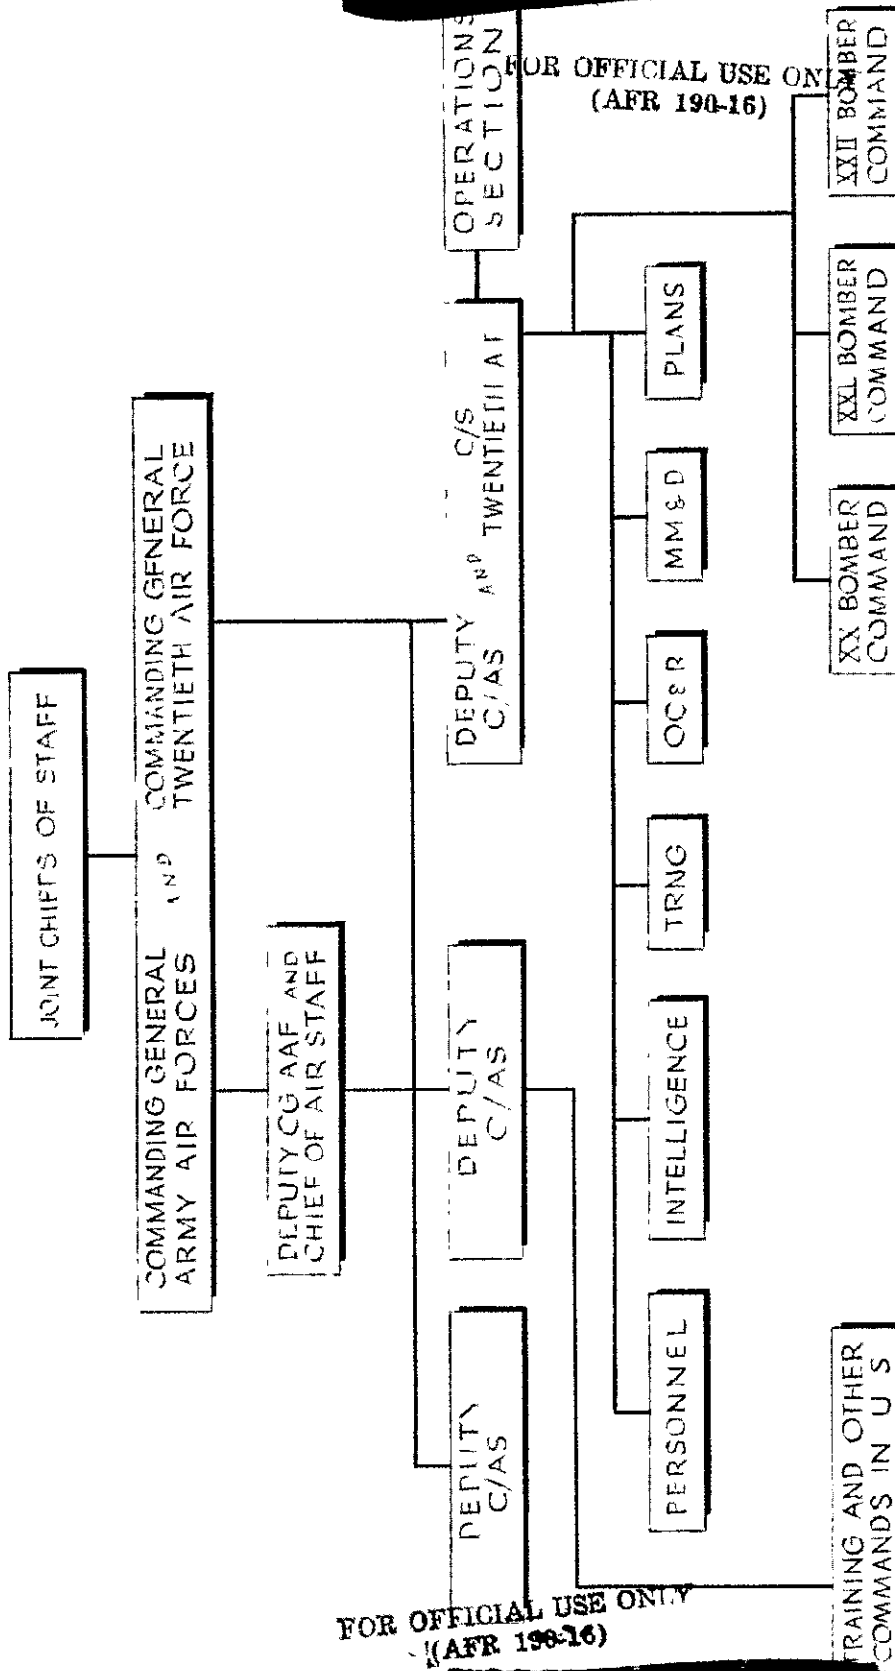 JOINT CHIEFS OF STAFF
COMMANDING GENERAL
ARMY AIR FORCES
AND
COMMANDING GENERAL
TWENTIETH AIR FORCE
DEPUTY CG AAF AND
CHIEF OF AIR STAFF
DEPUTY
C/AS
DEPUTY
C/AS
DEPUTY
C/AS
AND
C/S
TWENTIETH AF
OPERATIONS
SECTION
PERSONNEL
INTELLIGENCE
TRNG
OC&R
MM&D
PLANS
TRAINING AND OTHER
COMMANDS IN U S
XX BOMBER
COMMAND
XXI BOMBER
COMMAND
XXII BOMBER
COMMAND
FOR OFFICIAL USE ONLY
(AFR 190-16)
FOR OFFICIAL USE ONLY
(AFR 190-16)